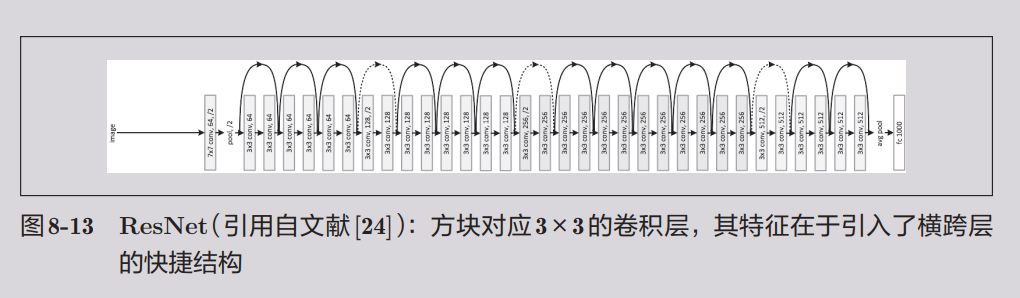 image
7x7 conv, 64, /2
pool, /2
3x3 conv, 64
3x3 conv, 64
3x3 conv, 64
3x3 conv, 64
3x3 conv, 64
3x3 conv, 64
3x3 conv, 128, /2
3x3 conv, 128
3x3 conv, 128
3x3 conv, 128
3x3 conv, 128
3x3 conv, 128
3x3 conv, 128
3x3 conv, 128
3x3 conv, 256, /2
3x3 conv, 256
3x3 conv, 256
3x3 conv, 256
3x3 conv, 256
3x3 conv, 256
3x3 conv, 256
3x3 conv, 256
3x3 conv, 256
3x3 conv, 256
3x3 conv, 256
3x3 conv, 256
3x3 conv, 512, /2
3x3 conv, 512
3x3 conv, 512
3x3 conv, 512
3x3 conv, 512
3x3 conv, 512
avg pool
fc 1000
图8-13 ResNet（引用自文献[24]）：方块对应3×3的卷积层，其特征在于引入了横跨层
的快捷结构